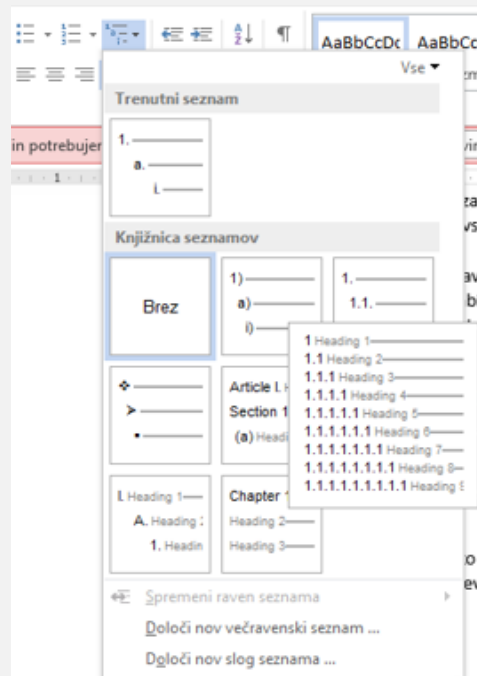 AaBbCcDc AaBbCc
Vse
Trenutni seznam
in potrebujer
1.
a.
i.
1
Knjižnica seznamov
Brez
1)
a)
i)
1.
1.1.
1 Heading 1
1.1 Heading 2
1.1.1 Heading 3
1.1.1.1 Heading 4
1.1.1.1.1 Heading 5
1.1.1.1.1.1 Heading 6
1.1.1.1.1.1.1 Heading 7
1.1.1.1.1.1.1.1 Heading 8
1.1.1.1.1.1.1.1.1 Heading 9
Article I.
Section 1
(a) Headi
I. Heading 1
A. Heading 2
1. Headin
Chapter 1
Heading 2
Heading 3
Spremeni raven seznama
Določi nov večravenski seznam ...
Določi nov slog seznama ...